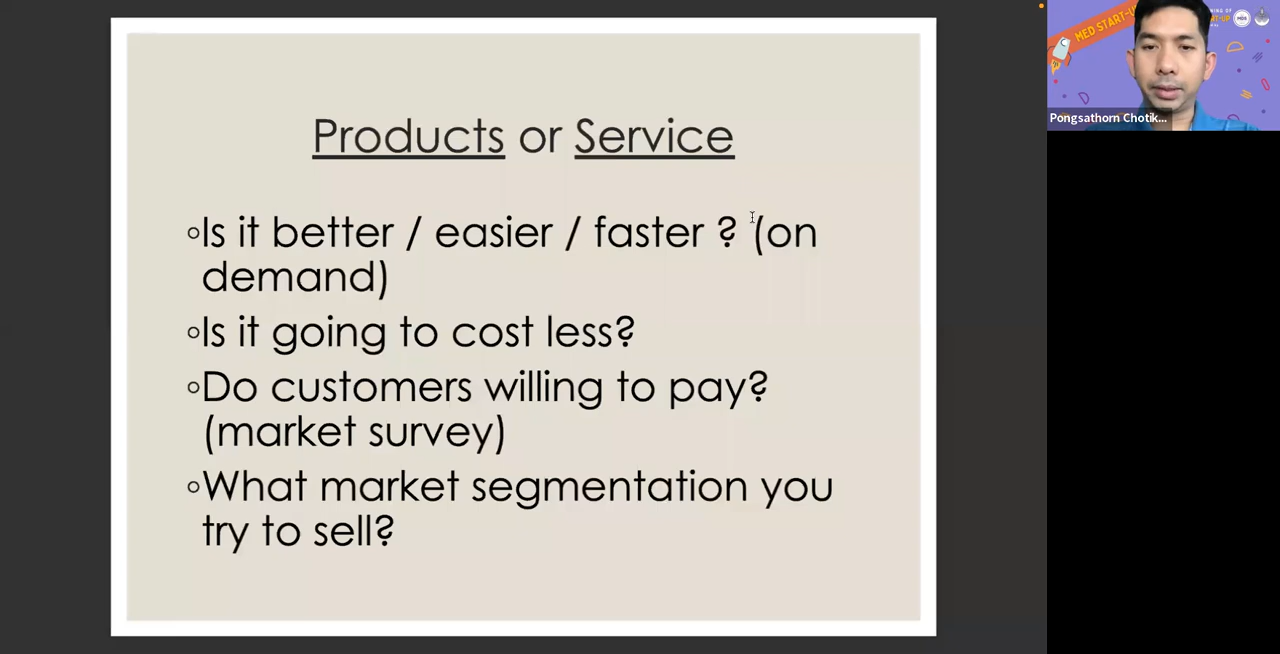 Products or Service
◦Is it better / easier / faster ? (on
demand)
◦Is it going to cost less?
◦Do customers willing to pay?
(market survey)
◦What market segmentation you
try to sell?
MED START-U
Pongsathorn Chotik...